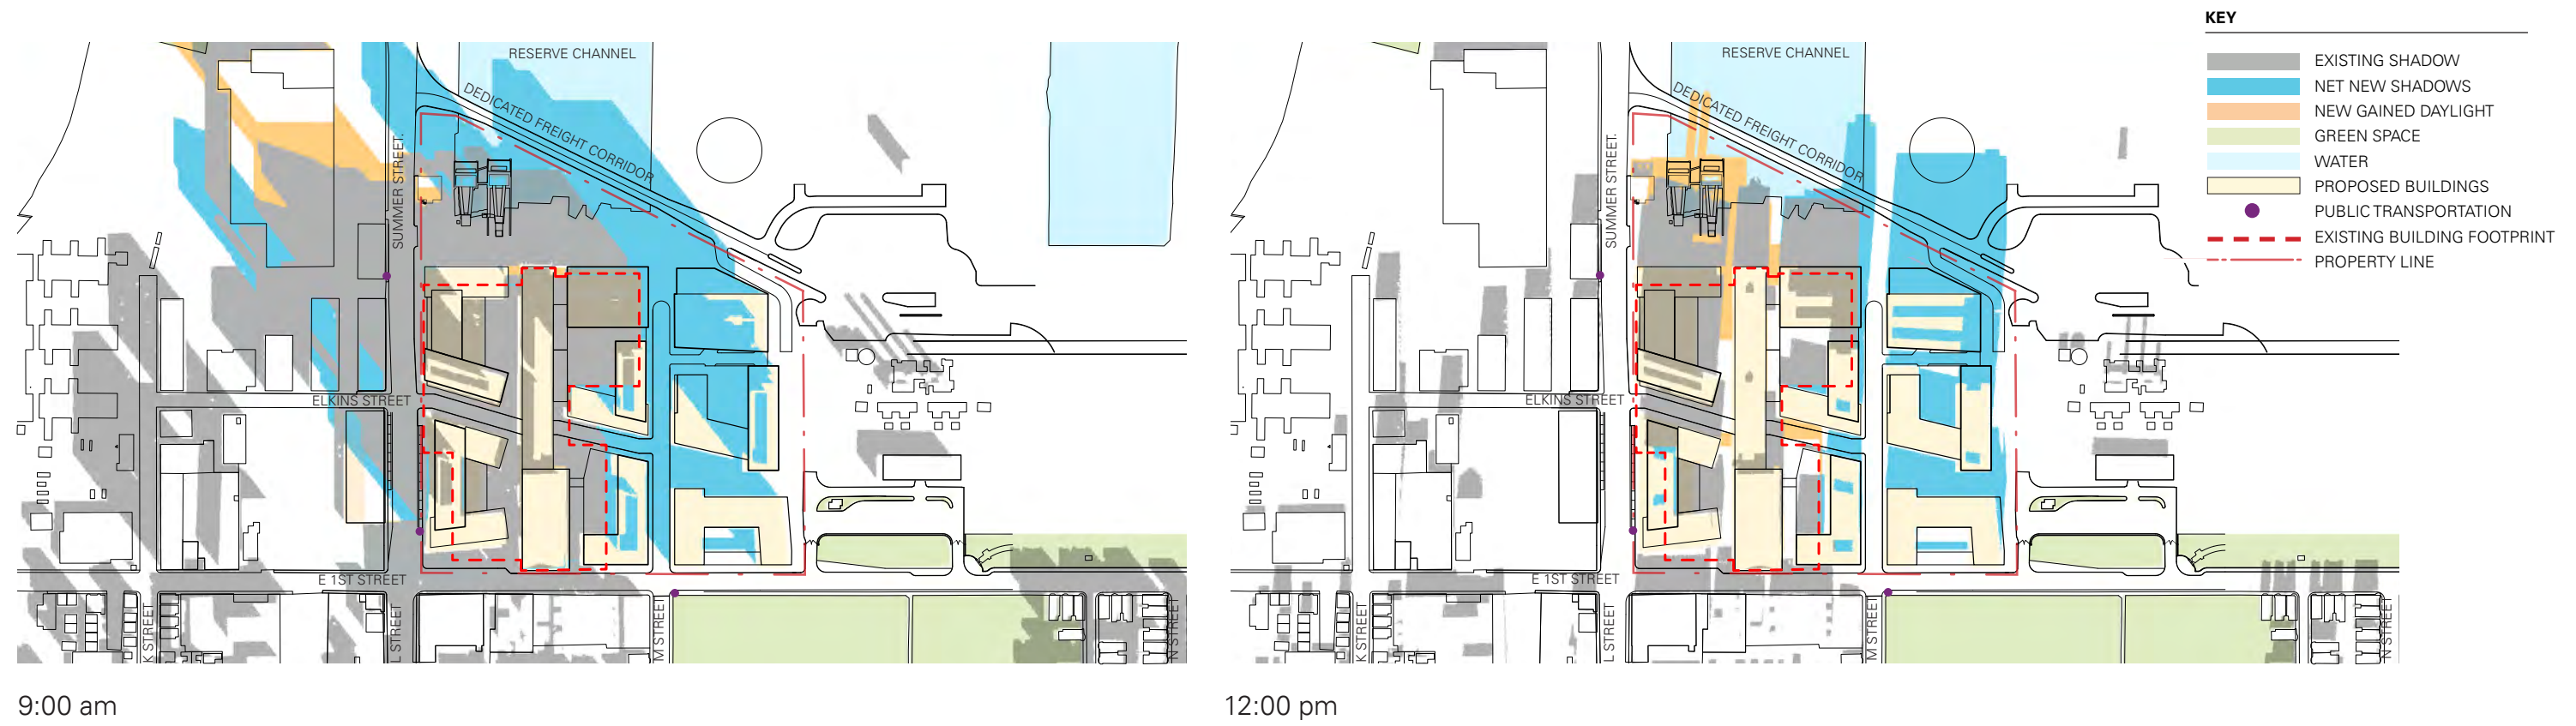 KEY
EXISTING SHADOW
NET NEW SHADOWS
NEW GAINED DAYLIGHT
GREEN SPACE
WATER
PROPOSED BUILDINGS
PUBLIC TRANSPORTATION
EXISTING BUILDING FOOTPRINT
PROPERTY LINE
RESERVE CHANNEL
DEDICATED FREIGHT CORRIDOR
SUMMER STREET.
ELKINS STREET
E 1ST STREET
K STREET
L STREET
M STREET
N STREET
9:00 am
RESERVE CHANNEL
DEDICATED FREIGHT CORRIDOR
SUMMER STREET.
ELKINS STREET
E 1ST STREET
K STREET
L STREET
M STREET
N STREET
12:00 pm